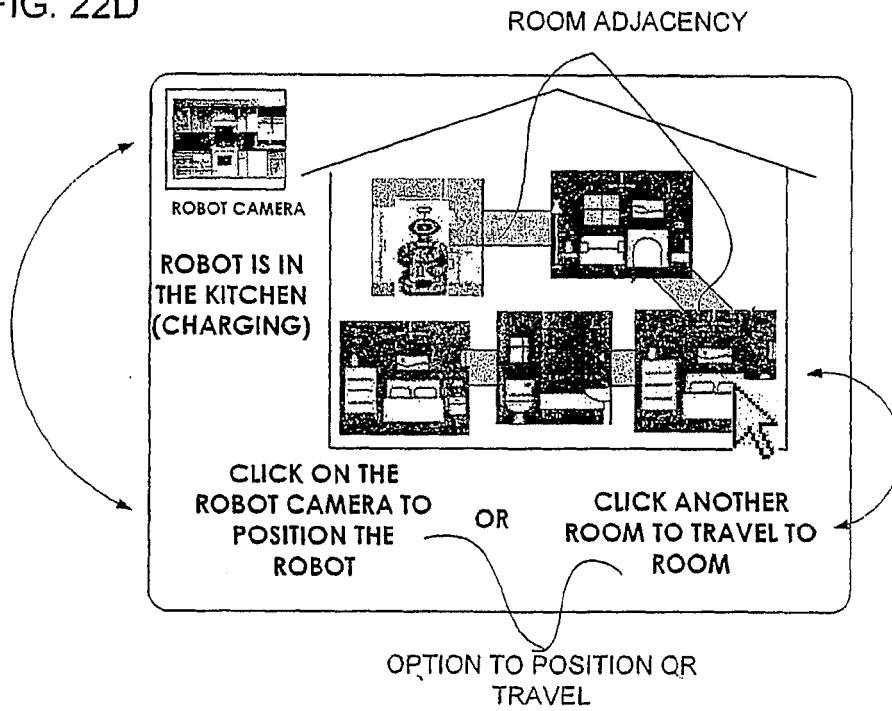 FIG. 22D
ROOM ADJACENCY
ROBOT CAMERA
ROBOT IS IN
THE KITCHEN
(CHARGING)
CLICK ON THE
ROBOT CAMERA TO
POSITION THE
ROBOT
OR
CLICK ANOTHER
ROOM TO TRAVEL TO
ROOM
OPTION TO POSITION OR
TRAVEL